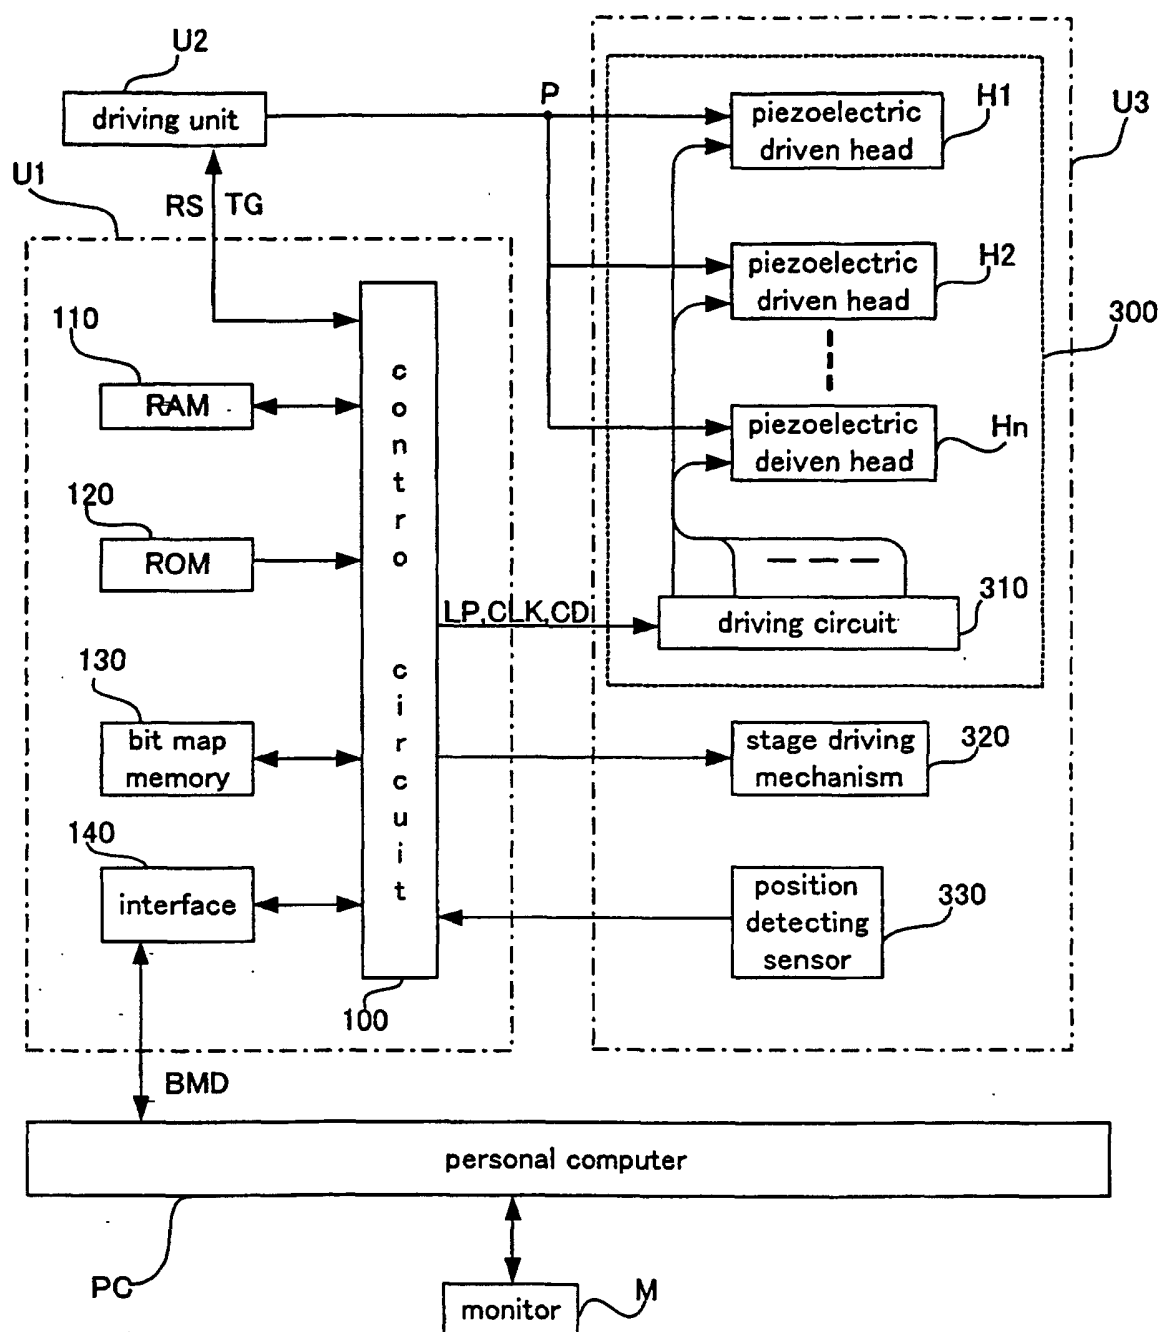 U2
driving unit
P
piezoelectric
driven head
H1
U3
U1
RS TG
piezoelectric
driven head
H2
300
110
RAM
piezoelectric
deiven head
Hn
120
ROM
contro circuit
LP,CLK,CD
driving circuit
310
130
bit map
memory
stage driving
mechanism
320
140
interface
position
detecting
sensor
330
100
BMD
personal computer
PC
monitor
M